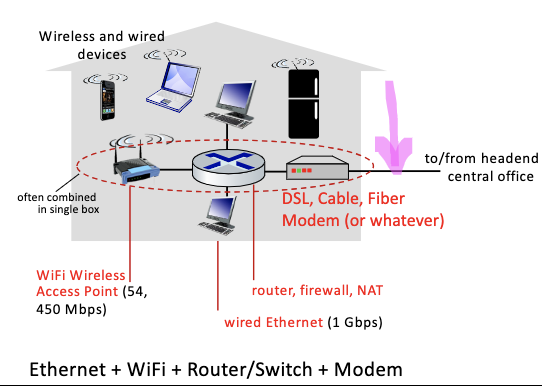 Wireless and wired
devices
to/from headend
central office
often combined
in single box
DSL, Cable, Fiber
Modem (or whatever)
WiFi Wireless
Access Point (54,
450 Mbps)
router, firewall, NAT
wired Ethernet (1 Gbps)
Ethernet + WiFi + Router/Switch + Modem